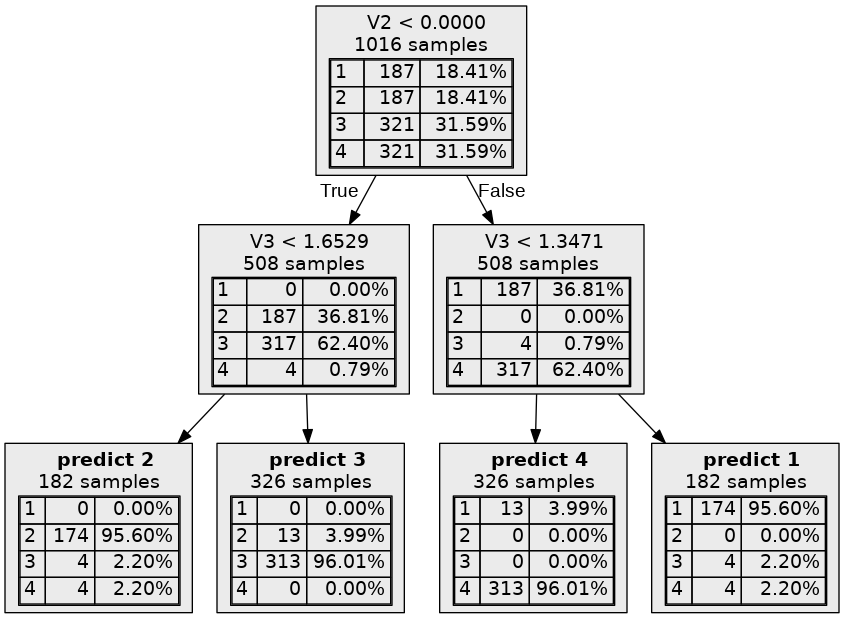 V2 < 0.0000
1016 samples
1 187 18.41%
2 187 18.41%
3 321 31.59%
4 321 31.59%
True
False
V3 < 1.6529
508 samples
1 0 0.00%
2 187 36.81%
3 317 62.40%
4 4 0.79%
V3 < 1.3471
508 samples
1 187 36.81%
2 0 0.00%
3 4 0.79%
4 317 62.40%
predict 2
182 samples
1 0 0.00%
2 174 95.60%
3 4 2.20%
4 4 2.20%
predict 3
326 samples
1 0 0.00%
2 13 3.99%
3 313 96.01%
4 0 0.00%
predict 4
326 samples
1 13 3.99%
2 0 0.00%
3 0 0.00%
4 313 96.01%
predict 1
182 samples
1 174 95.60%
2 0 0.00%
3 4 2.20%
4 4 2.20%